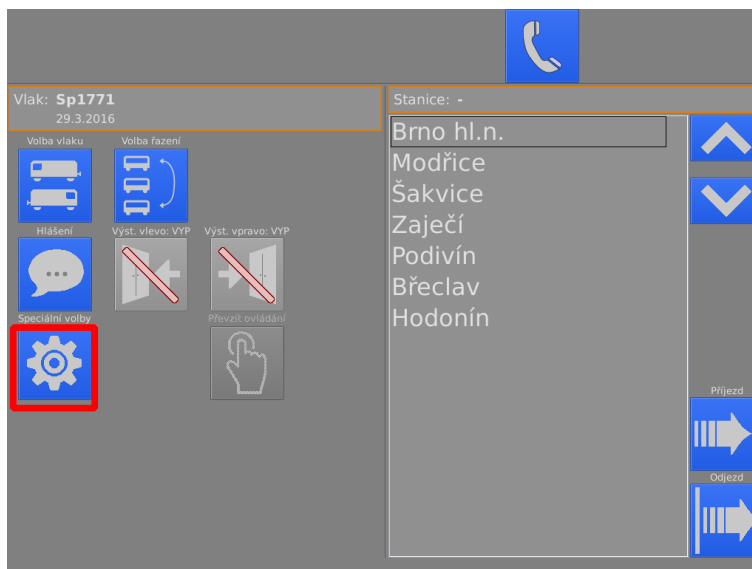 Vlak: Sp1771
29.3.2016
Volba vlaku
Volba řazení
Hlášení
Výst. vlevo: VYP
Výst. vpravo: VYP
Speciální volby
Převzít ovládání
Stanice: -
Brno hl.n.
Modřice
Šakvice
Zaječí
Podivín
Břeclav
Hodonín
Příjezd
Odjezd